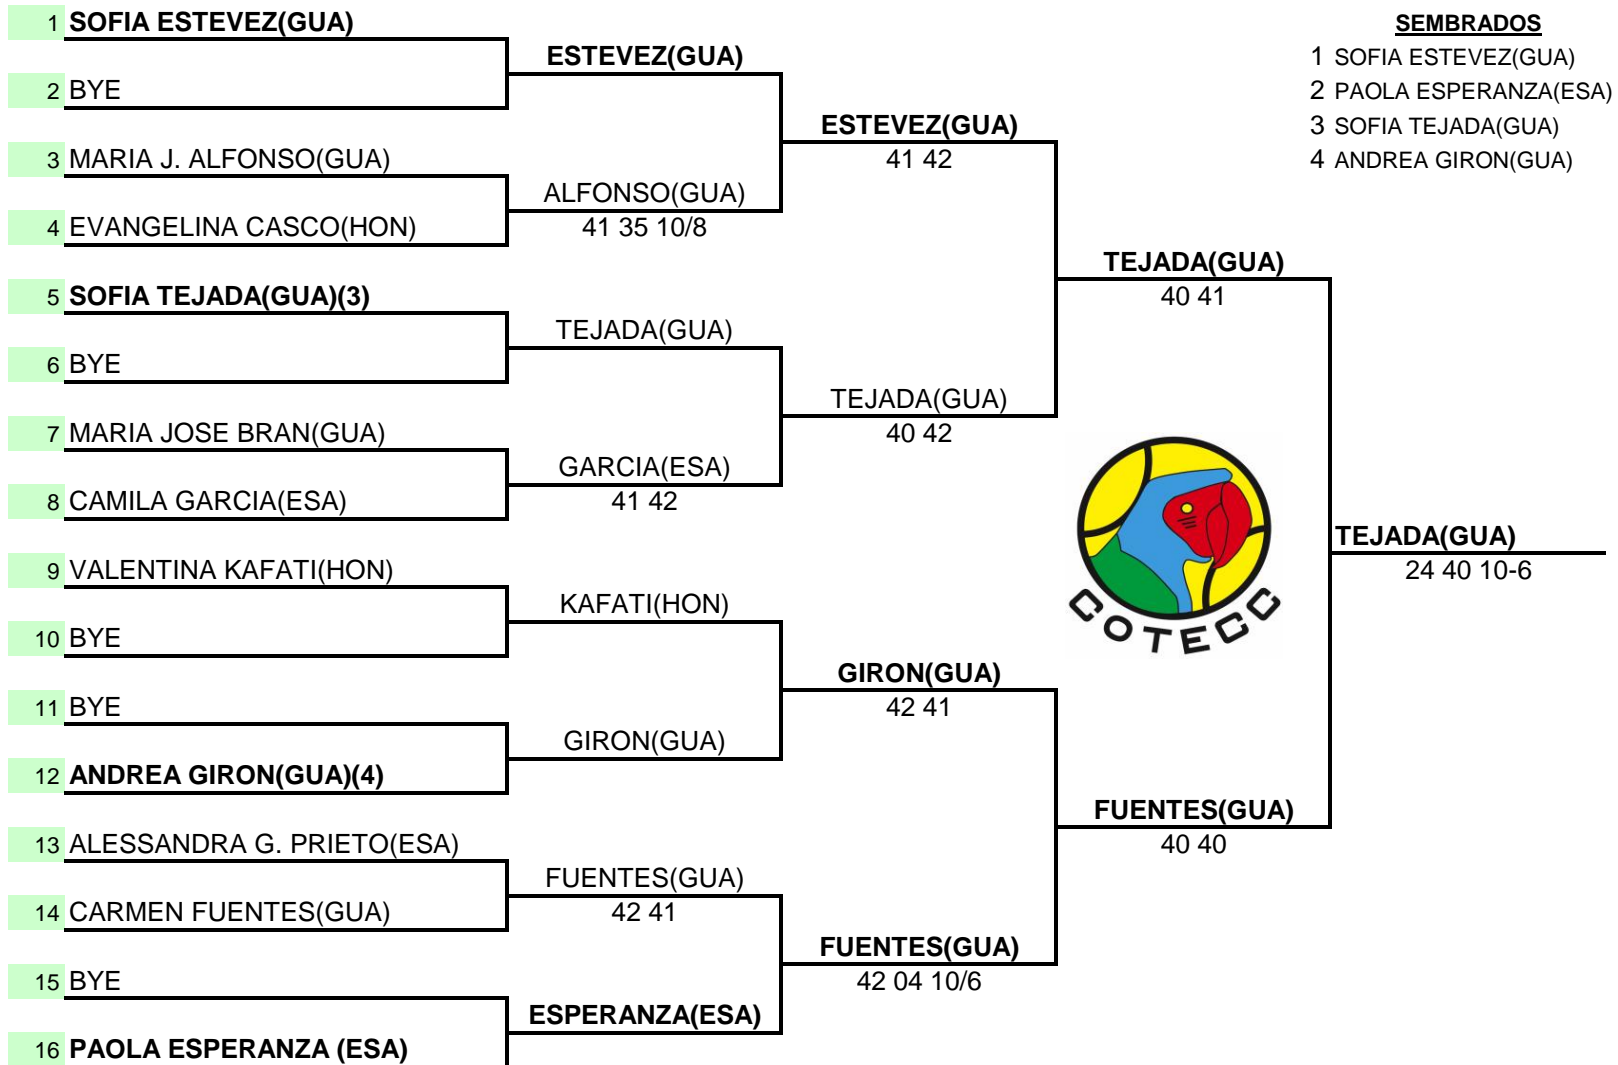 1 SOFIA ESTEVEZ(GUA)
ESTEVEZ(GUA)
2 BYE
ESTEVEZ(GUA)
41 42
3 MARIA J. ALFONSO(GUA)
ALFONSO(GUA)
41 35 10/8
4 EVANGELINA CASCO(HON)
TEJADA(GUA)
40 41
5 SOFIA TEJADA(GUA)(3)
TEJADA(GUA)
6 BYE
TEJADA(GUA)
40 42
7 MARIA JOSE BRAN(GUA)
GARCIA(ESA)
41 42
8 CAMILA GARCIA(ESA)
TEJADA(GUA)
24 40 10-6
9 VALENTINA KAFATI(HON)
KAFATI(HON)
10 BYE
GIRON(GUA)
42 41
11 BYE
GIRON(GUA)
12 ANDREA GIRON(GUA)(4)
FUENTES(GUA)
40 40
13 ALESSANDRA G. PRIETO(ESA)
FUENTES(GUA)
42 41
14 CARMEN FUENTES(GUA)
FUENTES(GUA)
42 04 10/6
15 BYE
ESPERANZA(ESA)
16 PAOLA ESPERANZA (ESA)
SEMBRADOS
1 SOFIA ESTEVEZ(GUA)
2 PAOLA ESPERANZA(ESA)
3 SOFIA TEJADA(GUA)
4 ANDREA GIRON(GUA)
COTECC